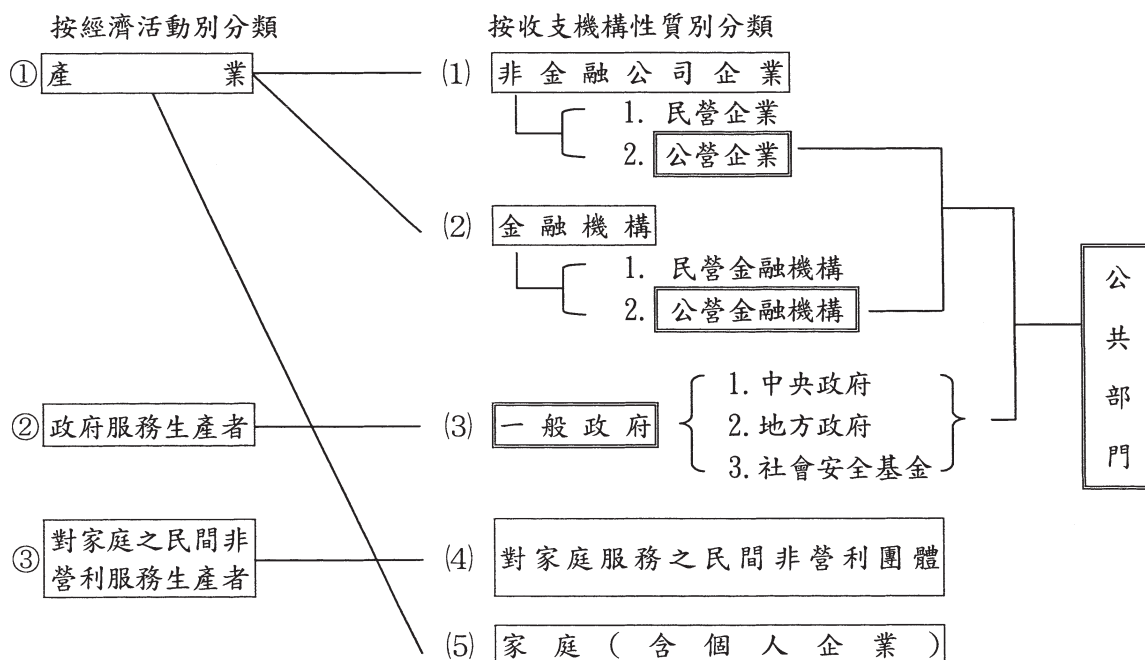 按經濟活動別分類
按收支機構性質別分類
①產業
⑴非金融公司企業
1. 民營企業
2. 公營企業
⑵金融機構
1. 民營金融機構
2. 公營金融機構
②政府服務生產者
⑶一般政府
1.中央政府
2.地方政府
3.社會安全基金
公共部門
③對家庭之民間非
營利服務生產者
⑷對家庭服務之民間非營利團體
⑸家庭(含個人企業)